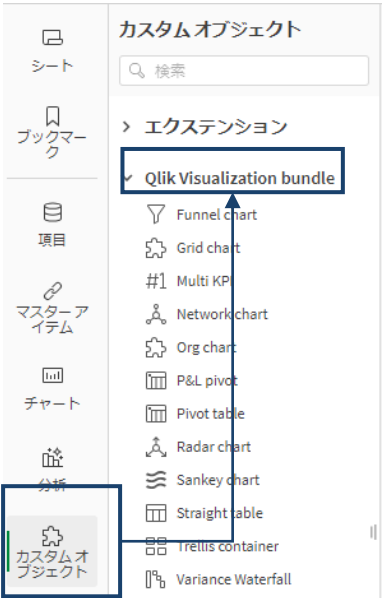 シート
ブックマー
ク
項目
マスター ア
イテム
チャート
分析
カスタム オ
ブジェクト
カスタム オブジェクト
検索
エクステンション
Qlik Visualization bundle
Funnel chart
Grid chart
#1 Multi KPI
Network chart
Org chart
P&L pivot
Pivot table
Radar chart
Sankey chart
Straight table
Trellis container
Variance Waterfall